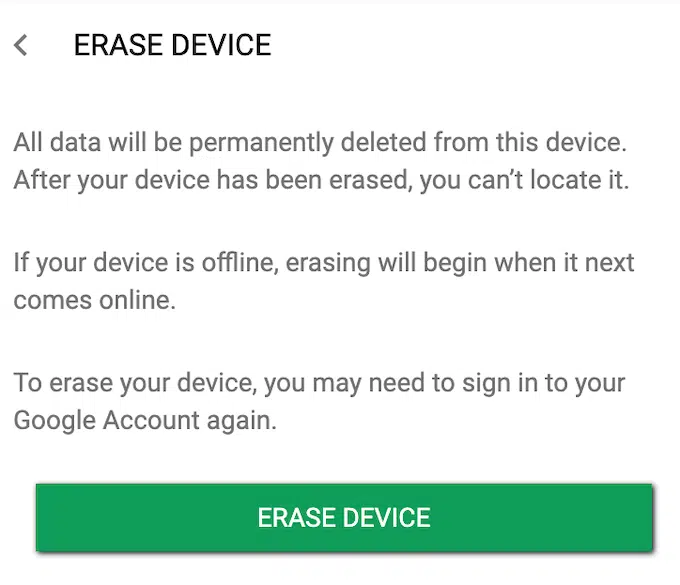 ERASE DEVICE
All data will be permanently deleted from this device.
After your device has been erased, you can’t locate it.
If your device is offline, erasing will begin when it next
comes online.
To erase your device, you may need to sign in to your
Google Account again.
ERASE DEVICE